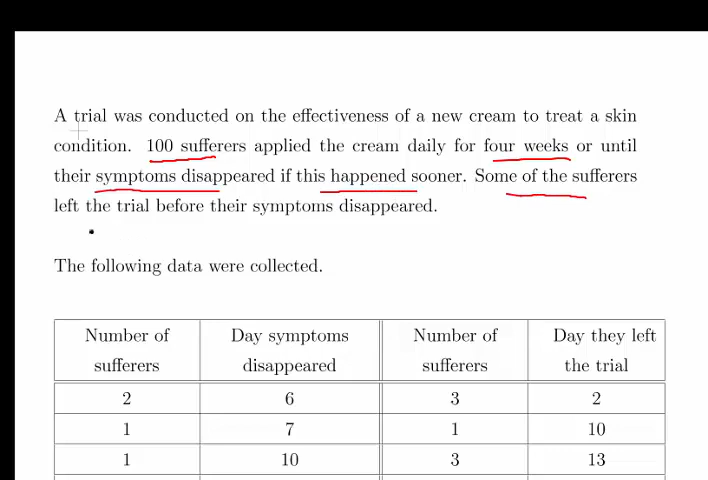 A trial was conducted on the effectiveness of a new cream to treat a skin
condition. 100 sufferers applied the cream daily for four weeks or until
their symptoms disappeared if this happened sooner. Some of the sufferers
left the trial before their symptoms disappeared.
The following data were collected.
Number of sufferers Day symptoms disappeared Number of sufferers Day they left the trial
2 6 3 2
1 7 1 10
1 10 3 13